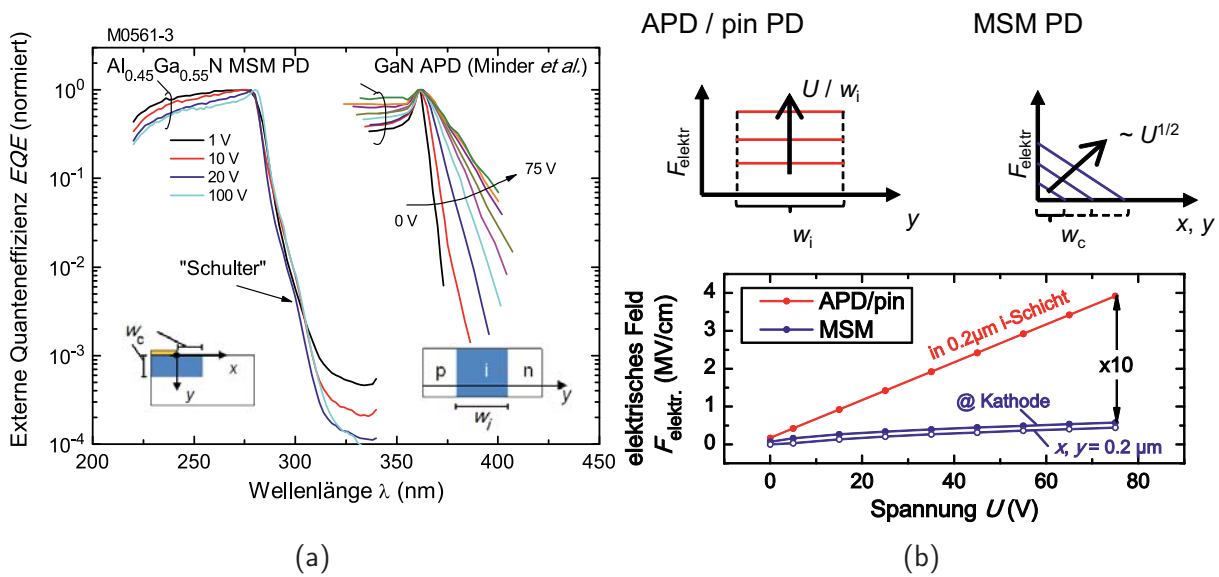 M0561-3
Al0.45Ga0.55N MSM PD
GaN APD (Minder et al.)
Externe Quanteneffizienz EQE (normiert)
10^0
10^-1
10^-2
10^-3
10^-4
1 V
10 V
20 V
100 V
75 V
0 V
"Schulter"
wc
x
y
p
i
n
wi
y
200
250
300
350
400
450
Wellenlänge λ (nm)
(a)
APD / pin PD
MSM PD
Felektr
U / wi
y
wi
Felektr
~ U^1/2
x, y
wc
elektrisches Feld
Felektr. (MV/cm)
4
3
2
1
0
APD/pin
MSM
in 0.2µm i-Schicht
x10
@ Kathode
x, y = 0.2 µm
0
20
40
60
80
Spannung U (V)
(b)